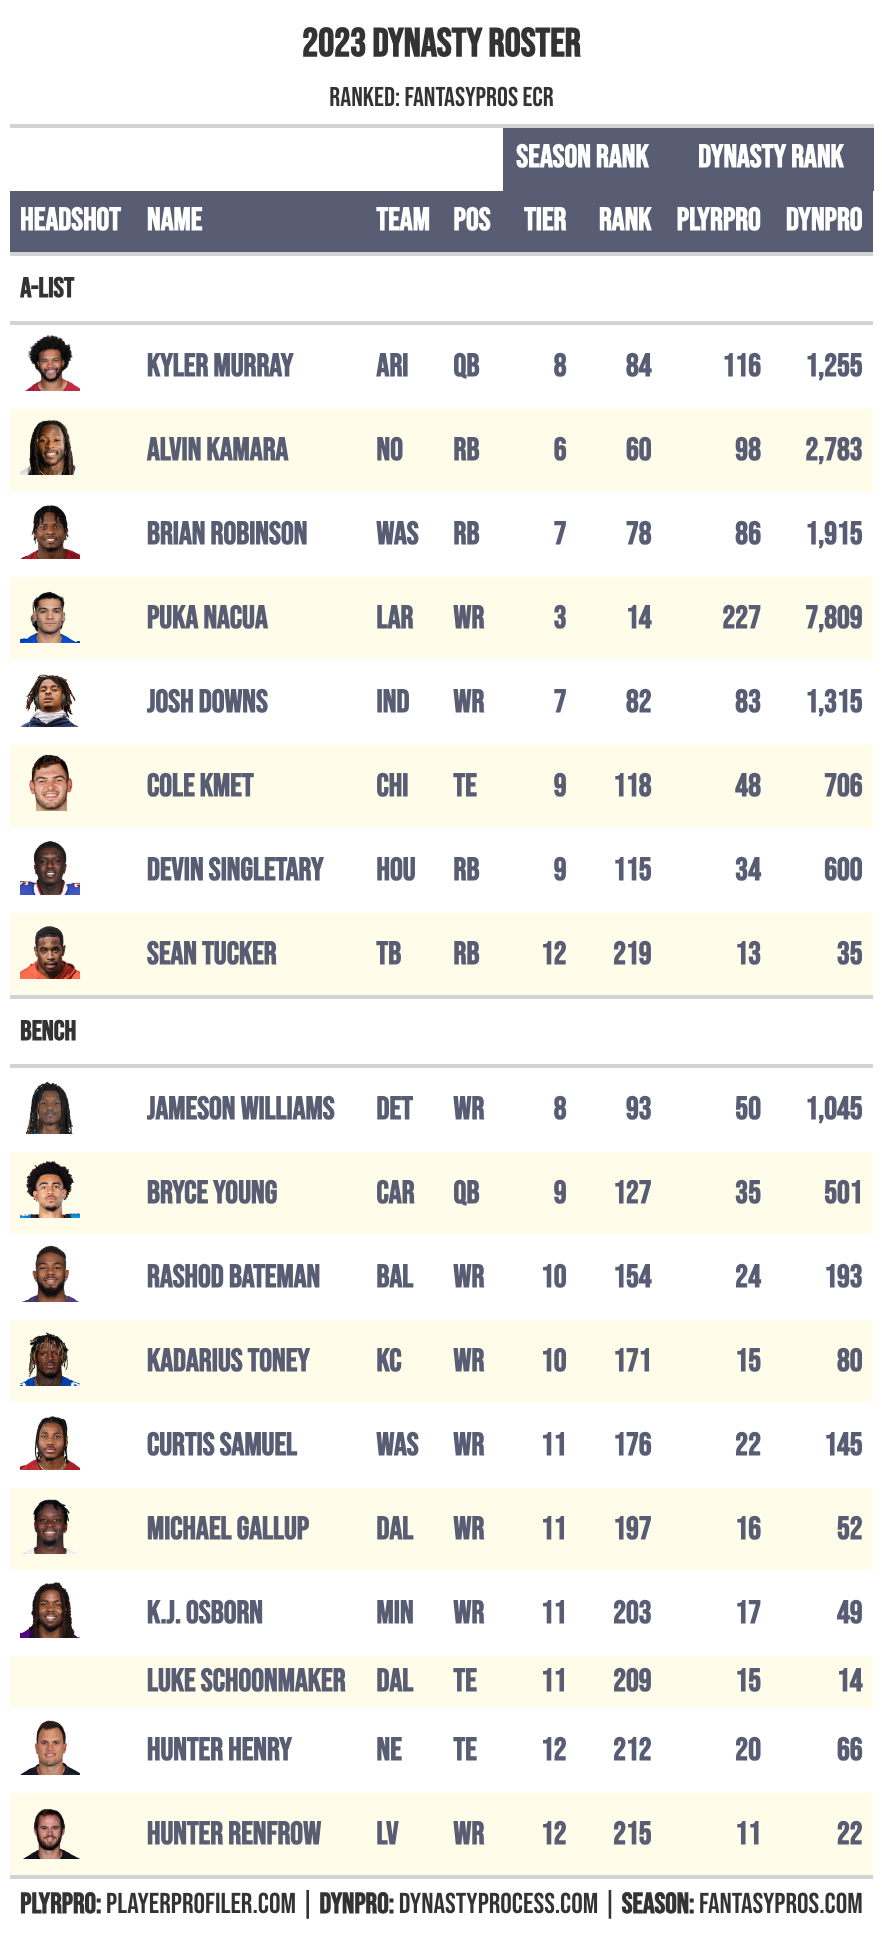 2023 DYNASTY ROSTER
RANKED: FANTASYPROS ECR
SEASON RANK DYNASTY RANK
HEADSHOT NAME TEAM POS TIER RANK PLYRPRO DYNPRO
A-LIST
KYLER MURRAY ARI QB 8 84 116 1,255
ALVIN KAMARA NO RB 6 60 98 2,783
BRIAN ROBINSON WAS RB 7 78 86 1,915
PUKA NACUA LAR WR 3 14 227 7,809
JOSH DOWNS IND WR 7 82 83 1,315
COLE KMET CHI TE 9 118 48 706
DEVIN SINGLETARY HOU RB 9 115 34 600
SEAN TUCKER TB RB 12 219 13 35
BENCH
JAMESON WILLIAMS DET WR 8 93 50 1,045
BRYCE YOUNG CAR QB 9 127 35 501
RASHOD BATEMAN BAL WR 10 154 24 193
KADARIUS TONEY KC WR 10 171 15 80
CURTIS SAMUEL WAS WR 11 176 22 145
MICHAEL GALLUP DAL WR 11 197 16 52
K.J. OSBORN MIN WR 11 203 17 49
LUKE SCHOONMAKER DAL TE 11 209 15 14
HUNTER HENRY NE TE 12 212 20 66
HUNTER RENFROW LV WR 12 215 11 22
PLYRPRO: PLAYERPROFILER.COM | DYNPRO: DYNASTYPROCESS.COM | SEASON: FANTASYPROS.COM